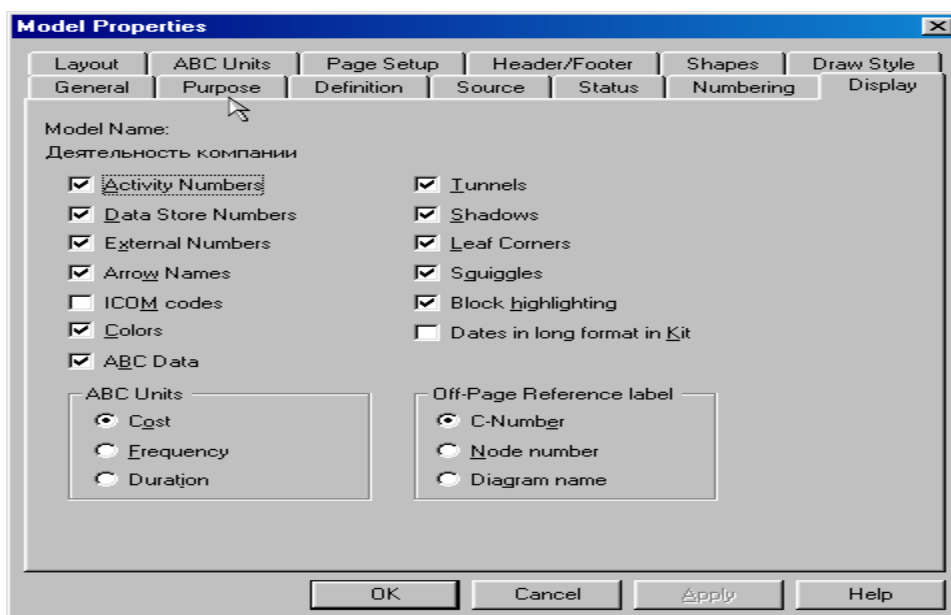 Model Properties
Layout ABC Units Page Setup Header/Footer Shapes Draw Style
General Purpose Definition Source Status Numbering Display
Model Name:
Деятельность компании
Activity Numbers
Data Store Numbers
External Numbers
Arrow Names
ICOM codes
Colors
ABC Data
Tunnels
Shadows
Leaf Corners
Squiggles
Block highlighting
Dates in long format in Kit
ABC Units
Cost
Frequency
Duration
Off-Page Reference label
C-Number
Node number
Diagram name
OK Cancel Apply Help